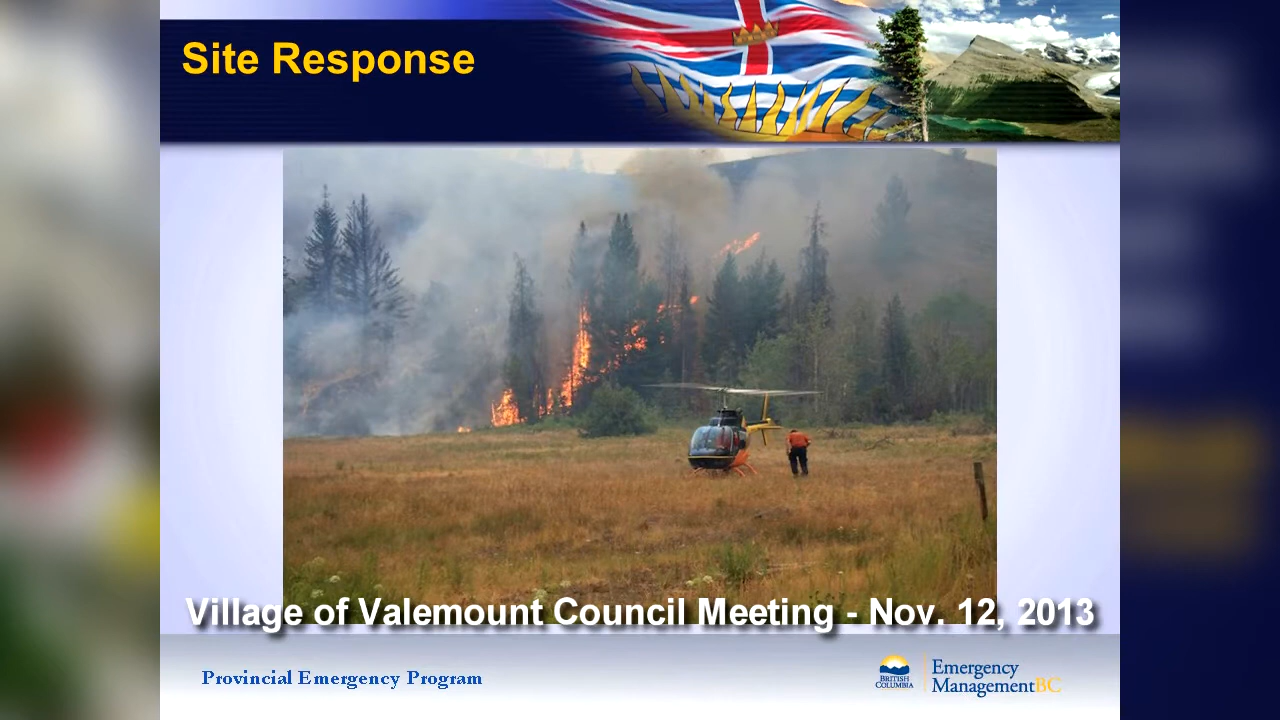 Site Response
Village of Valemount Council Meeting - Nov. 12, 2013
Provincial Emergency Program
BRITISH
COLUMBIA
Emergency
ManagementBC